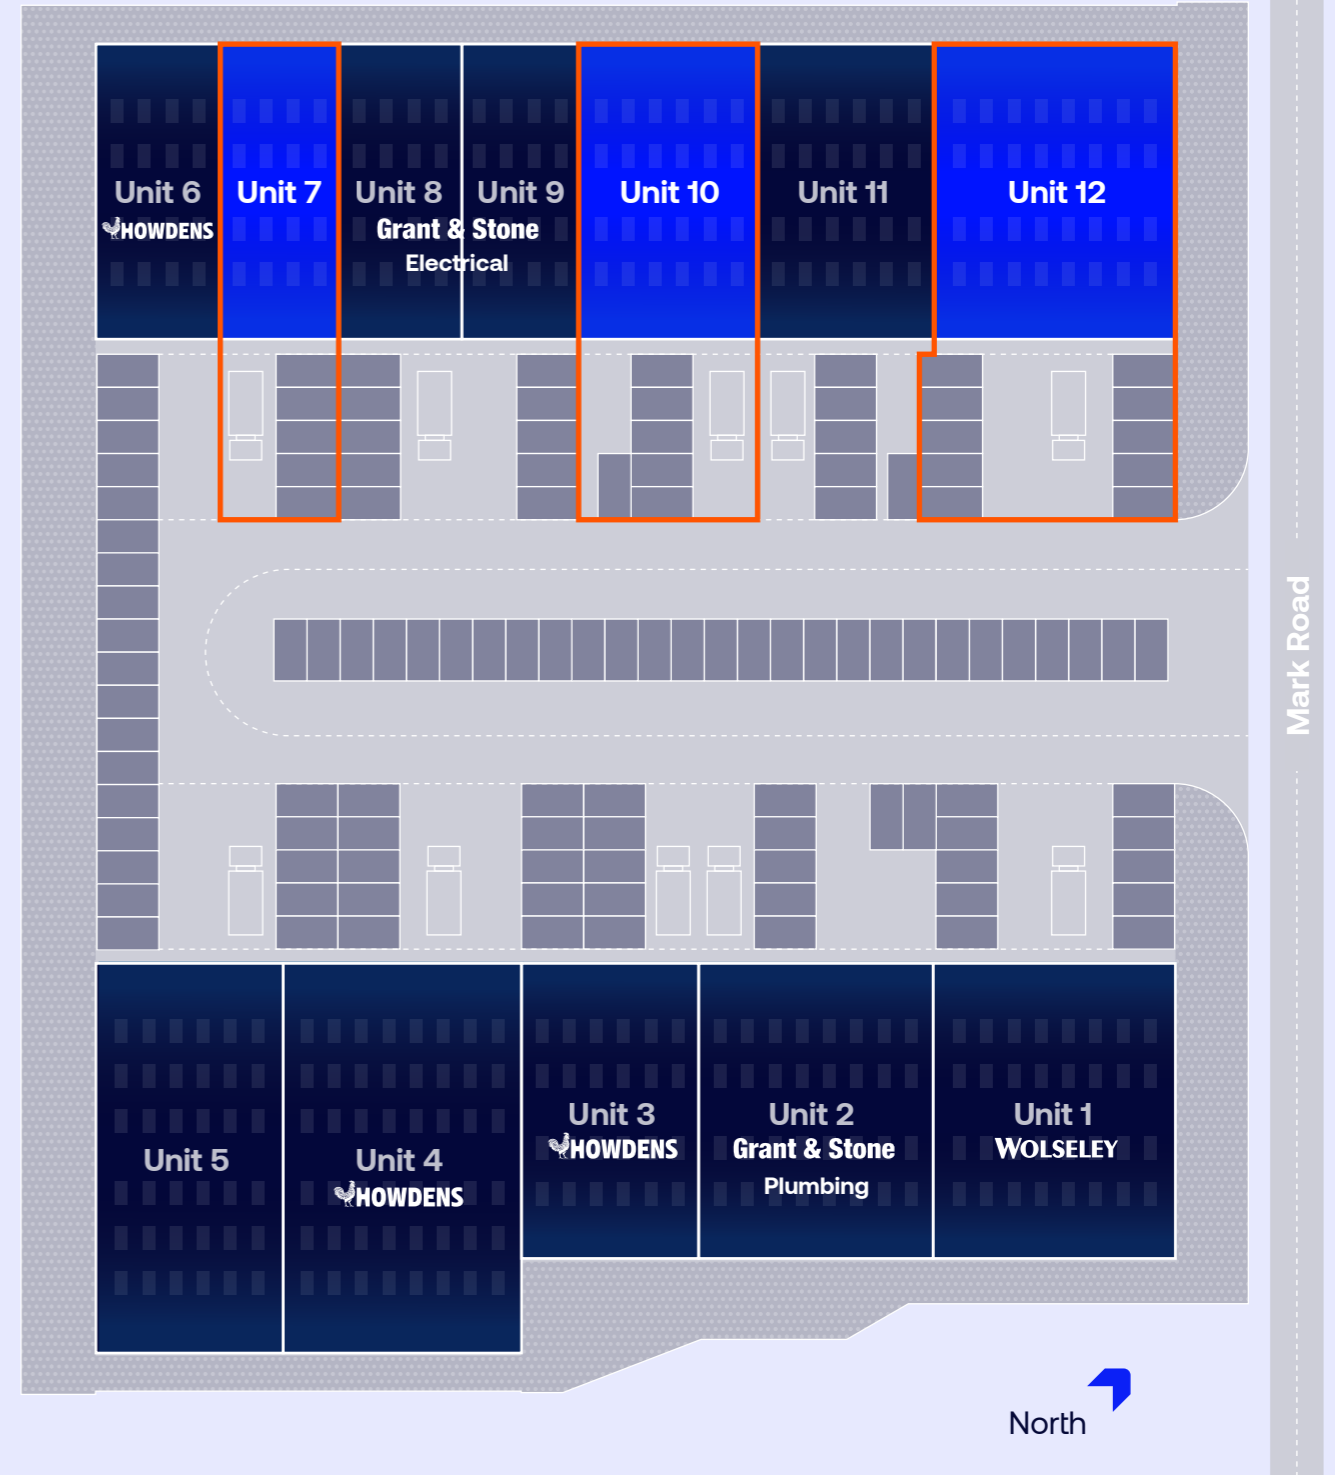 Unit 6
HOWDENS
Unit 7
Unit 8
Unit 9
Grant & Stone
Electrical
Unit 10
Unit 11
Unit 12
Mark Road
Unit 5
Unit 4
HOWDENS
Unit 3
HOWDENS
Unit 2
Grant & Stone
Plumbing
Unit 1
WOLSELEY
North